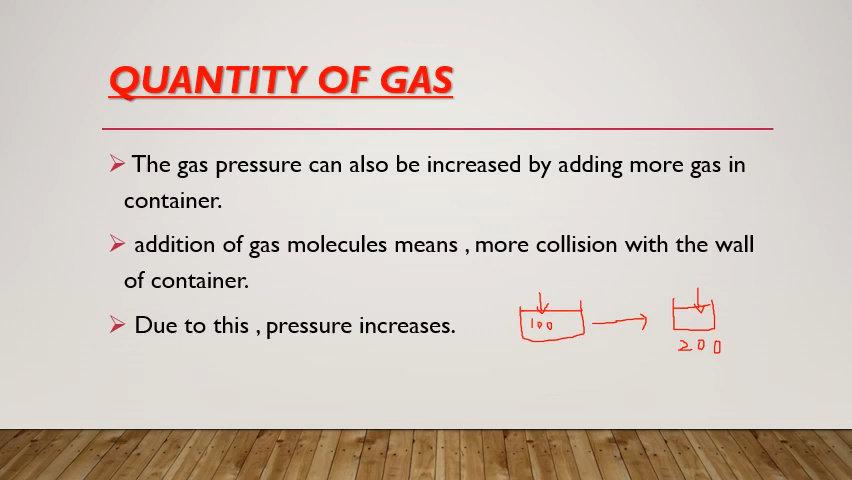 QUANTITY OF GAS
The gas pressure can also be increased by adding more gas in
container.
addition of gas molecules means , more collision with the wall
of container.
Due to this , pressure increases.
100
200